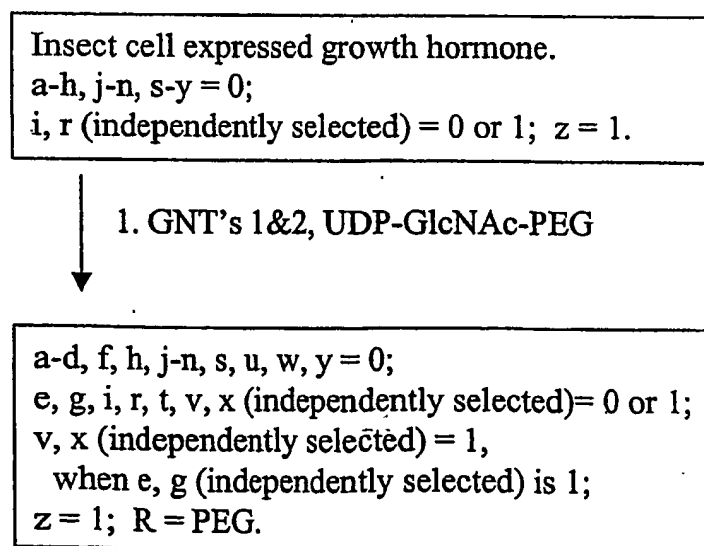 Insect cell expressed growth hormone.
a-h, j-n, s-y = 0;
i, r (independently selected) = 0 or 1; z = 1.
1. GNT's 1&2, UDP-GlcNAc-PEG
a-d, f, h, j-n, s, u, w, y = 0;
e, g, i, r, t, v, x (independently selected)= 0 or 1;
v, x (independently selected) = 1,
when e, g (independently selected) is 1;
z = 1; R = PEG.